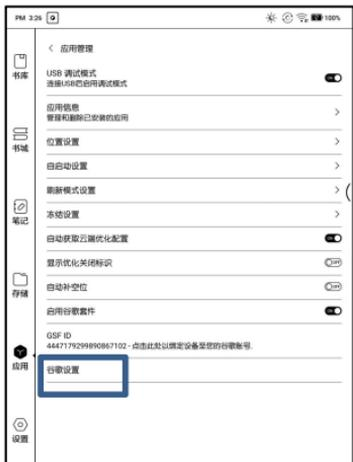 PM 3:26
100%
书库
书城
笔记
存储
应用
设置
应用管理
USB 调试模式
连接USB后启用调试模式
应用信息
管理和删除已安装的应用
位置设置
自启动设置
刷新模式设置
冻结设置
自动获取云端优化配置
ON
显示优化关闭标识
OFF
自动补空位
OFF
启用谷歌套件
ON
GSF ID
4447179299890867102 - 点击此处以绑定设备至您的谷歌账号.
谷歌设置